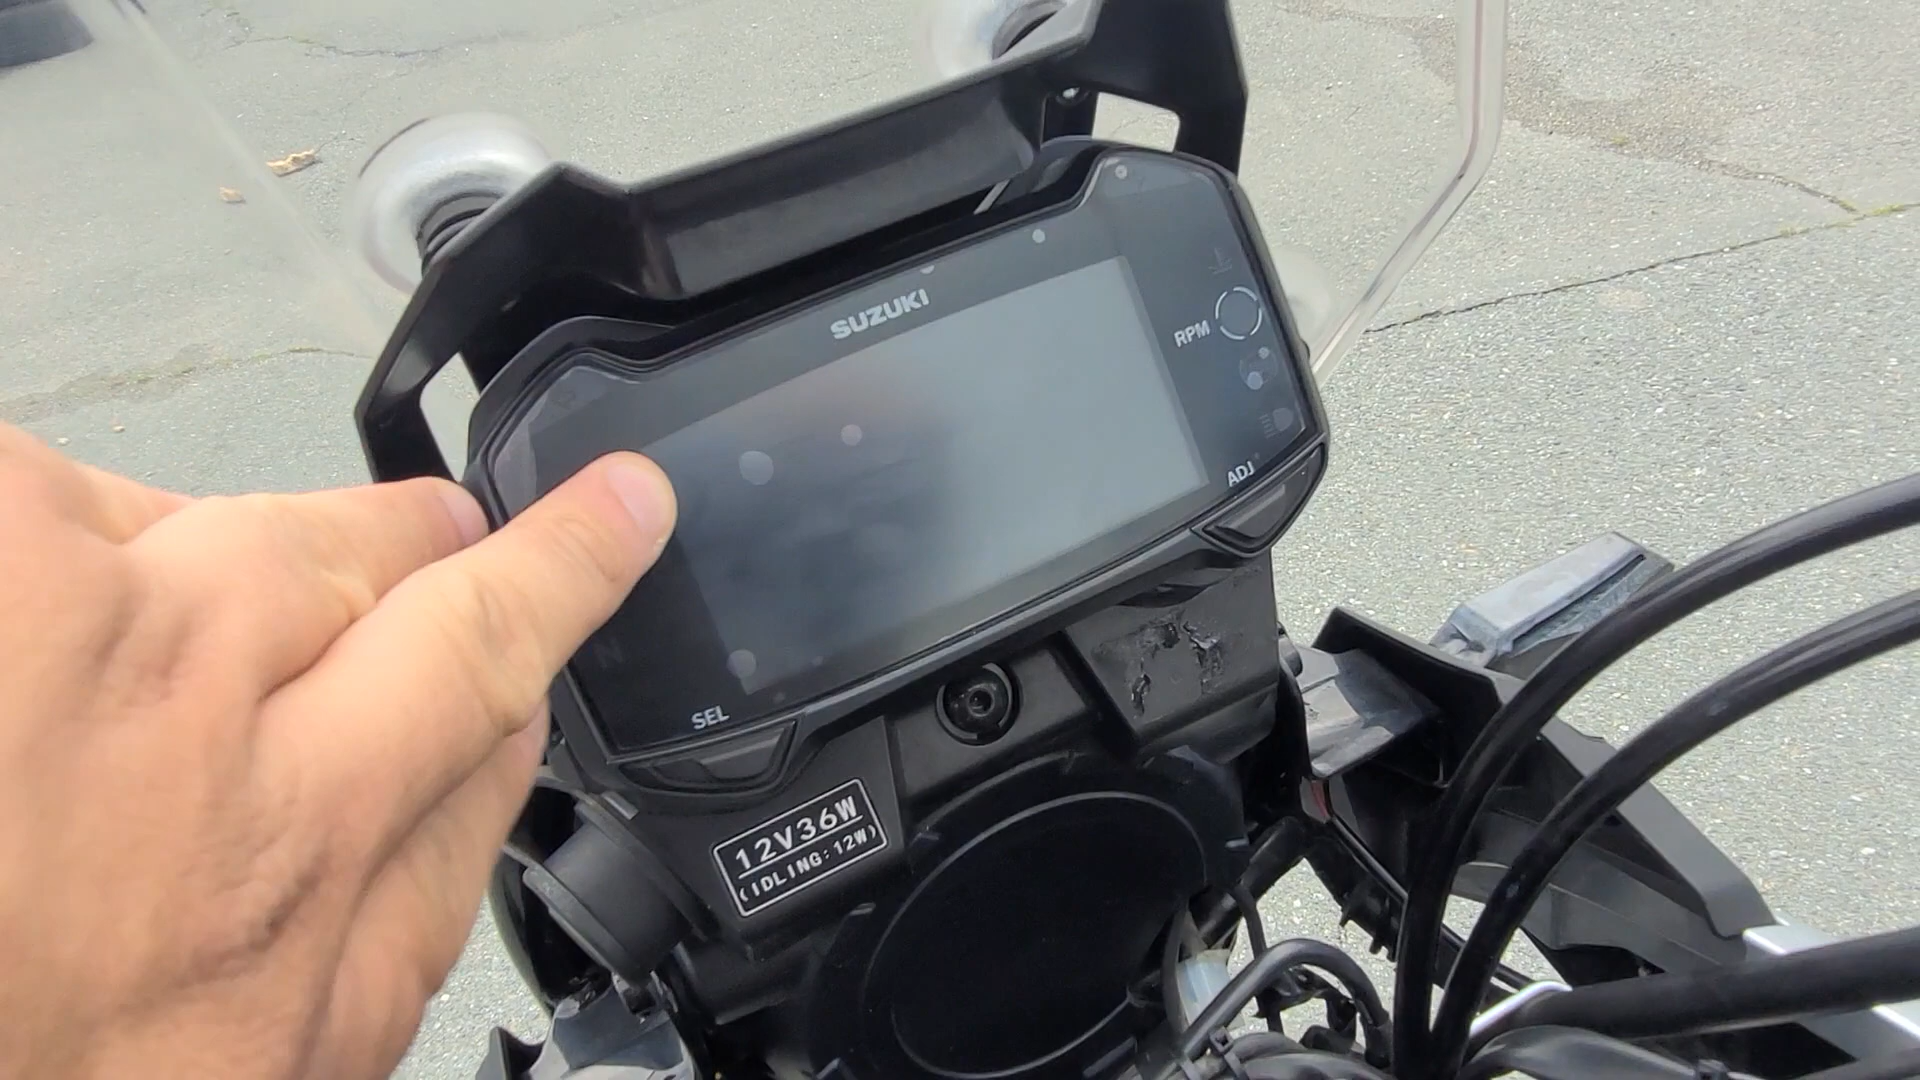 SUZUKI
RPM
ADJ
N
SEL
12V36W
(IDLING:12W)